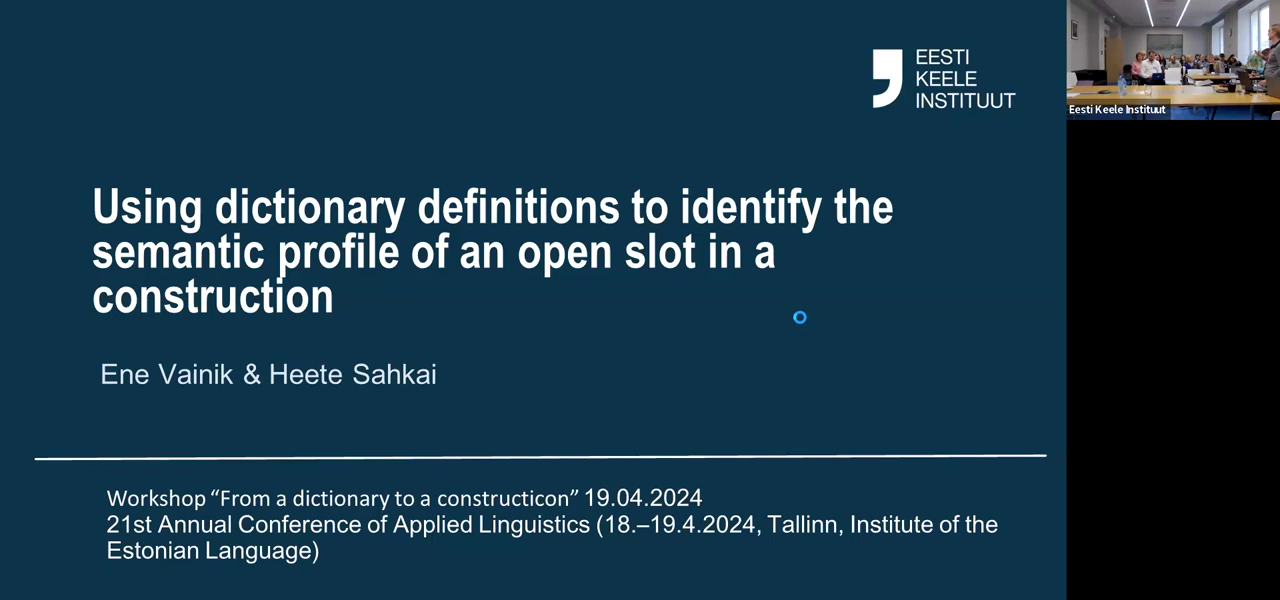 EESTI
KEELE
INSTITUUT
Eesti Keele Instituut
Using dictionary definitions to identify the
semantic profile of an open slot in a
construction
Ene Vainik & Heete Sahkai
Workshop “From a dictionary to a constructicon” 19.04.2024
21st Annual Conference of Applied Linguistics (18.–19.4.2024, Tallinn, Institute of the
Estonian Language)